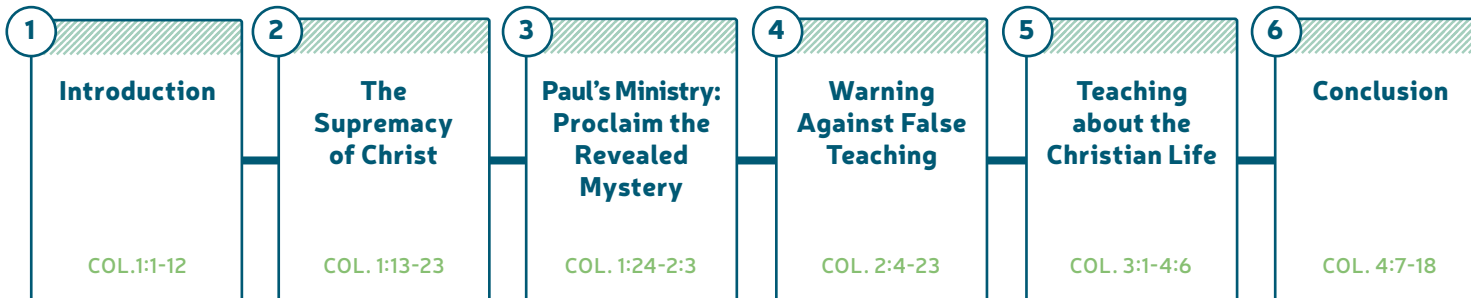 1
Introduction
COL.1:1-12
2
The
Supremacy
of Christ
COL. 1:13-23
3
Paul's Ministry:
Proclaim the
Revealed
Mystery
COL. 1:24-2:3
4
Warning
Against False
Teaching
COL. 2:4-23
5
Teaching
about the
Christian Life
COL. 3:1-4:6
6
Conclusion
COL. 4:7-18